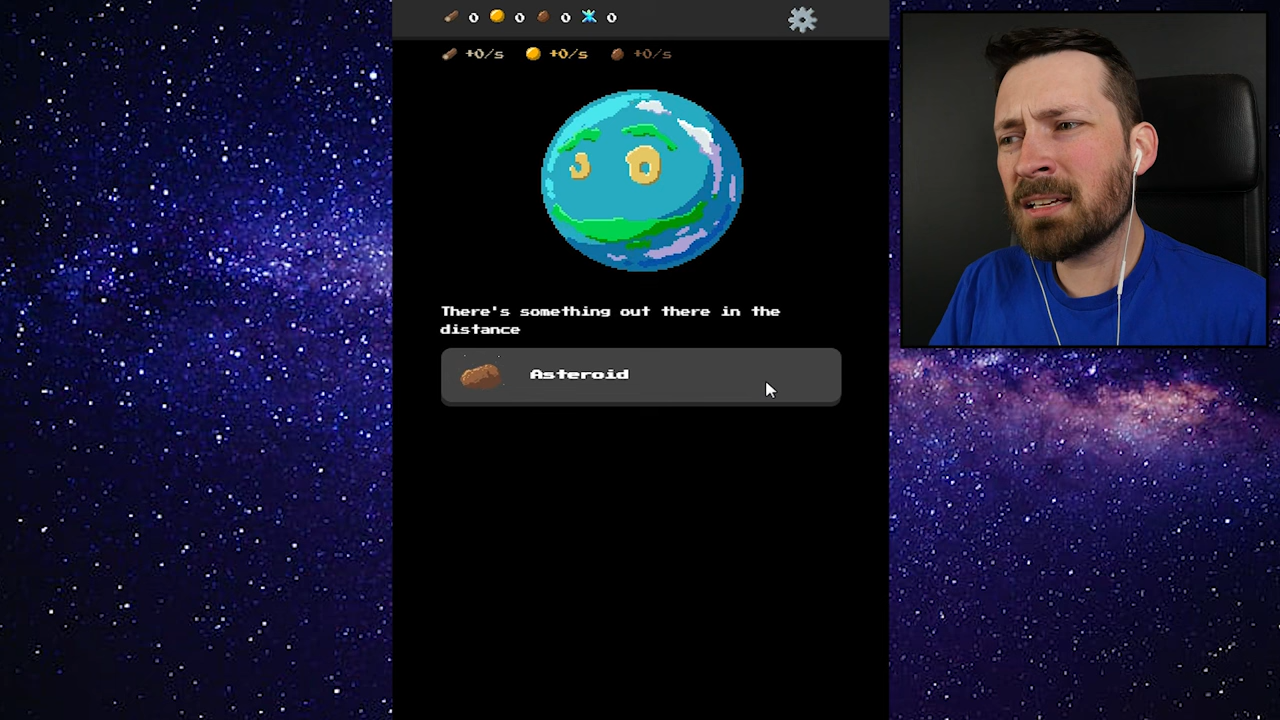 0 0 0 0
+0/s +0/s +0/s
There's something out there in the
distance
Asteroid